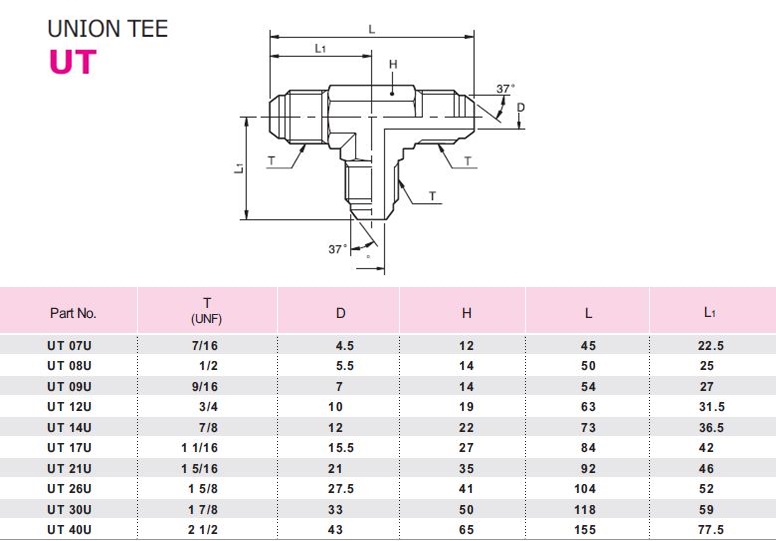 UNION TEE
UT
L
L1
H
37°
D
L1
T
T
T
37°
Part No. T (UNF) D H L L1
UT 07U 7/16 4.5 12 45 22.5
UT 08U 1/2 5.5 14 50 25
UT 09U 9/16 7 14 54 27
UT 12U 3/4 10 19 63 31.5
UT 14U 7/8 12 22 73 36.5
UT 17U 1 1/16 15.5 27 84 42
UT 21U 1 5/16 21 35 92 46
UT 26U 1 5/8 27.5 41 104 52
UT 30U 1 7/8 33 50 118 59
UT 40U 2 1/2 43 65 155 77.5